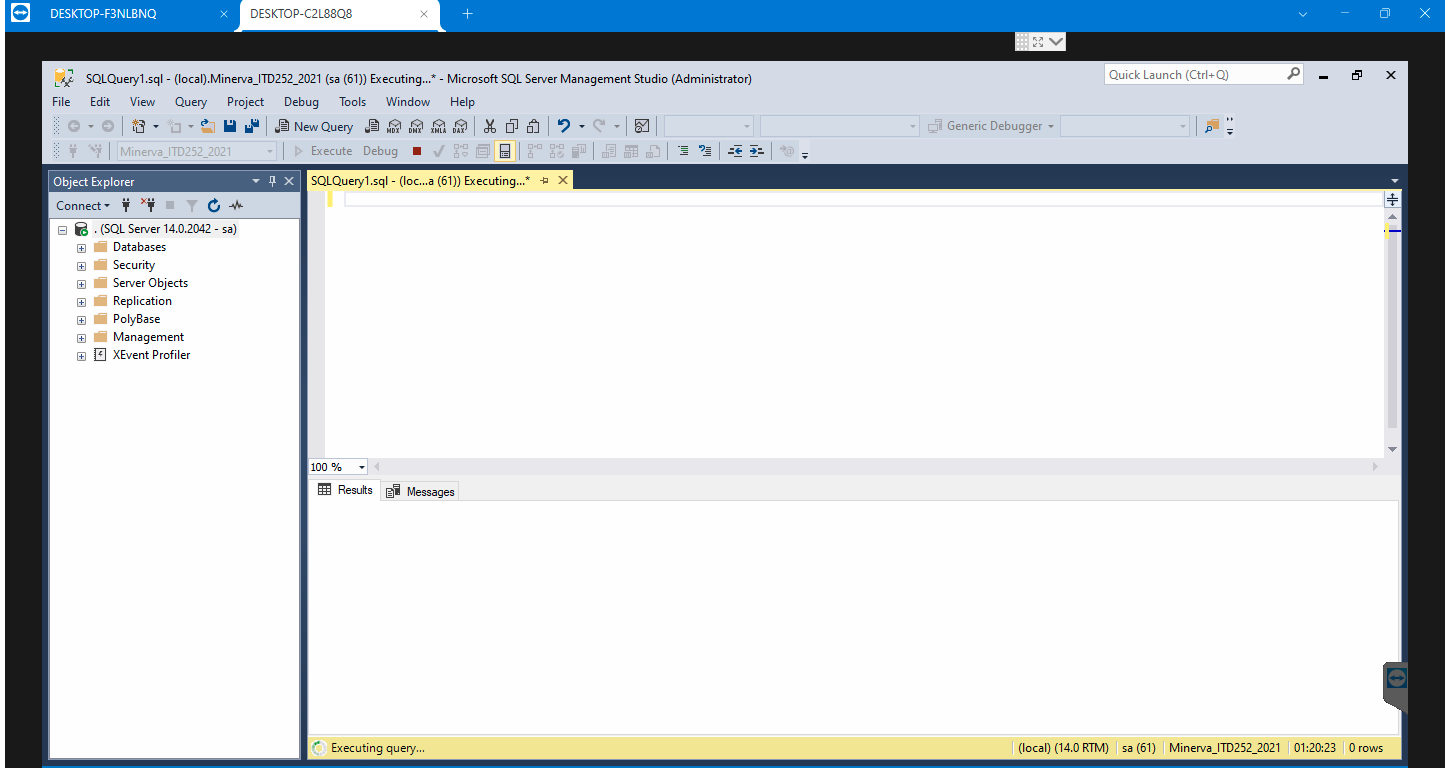 DESKTOP-F3NLBNQ DESKTOP-C2L88Q8
SQLQuery1.sql - (local).Minerva_ITD252_2021 (sa (61)) Executing...* - Microsoft SQL Server Management Studio (Administrator)
Quick Launch (Ctrl+Q)
File Edit View Query Project Debug Tools Window Help
New Query MDX DMX XMLA DAX Generic Debugger
Minerva_ITD252_2021 Execute Debug
Object Explorer
SQLQuery1.sql - (loc...a (61)) Executing...*
Connect
. (SQL Server 14.0.2042 - sa)
Databases
Security
Server Objects
Replication
PolyBase
Management
XEvent Profiler
100 %
Results Messages
Executing query... (local) (14.0 RTM) sa (61) Minerva_ITD252_2021 01:20:23 0 rows